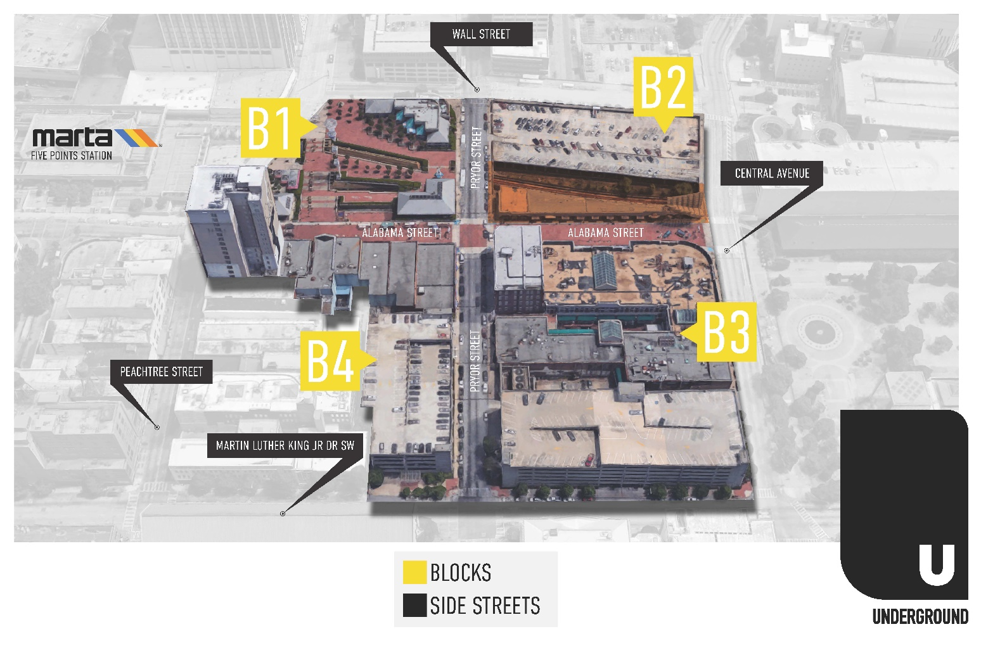 WALL STREET
B2
B1
marta
FIVE POINTS STATION
PRYOR STREET
CENTRAL AVENUE
ALABAMA STREET
ALABAMA STREET
B3
B4
PRYOR STREET
PEACHTREE STREET
MARTIN LUTHER KING JR DR SW
BLOCKS
SIDE STREETS
U
UNDERGROUND